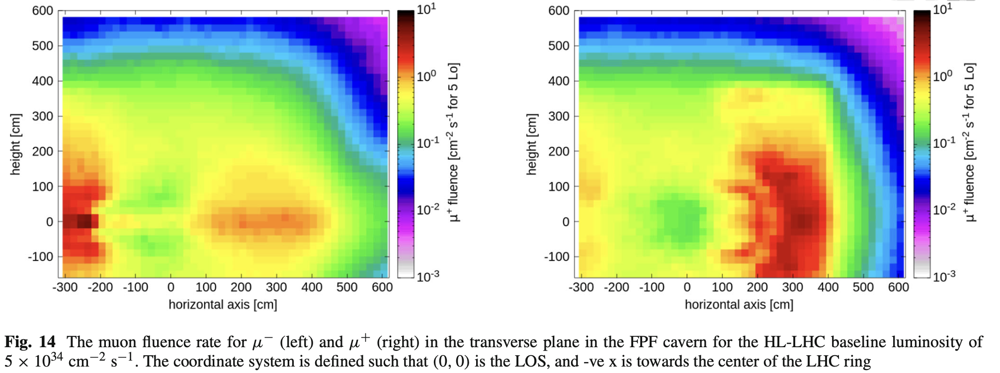 600
500
400
300
200
100
0
-100
height [cm]
-300 -200 -100 0 100 200 300 400 500 600
horizontal axis [cm]
10¹
10⁰
10⁻¹
10⁻²
10⁻³
μ⁺ fluence [cm⁻² s⁻¹ for 5 Lo]
600
500
400
300
200
100
0
-100
height [cm]
-300 -200 -100 0 100 200 300 400 500 600
horizontal axis [cm]
10¹
10⁰
10⁻¹
10⁻²
10⁻³
μ⁺ fluence [cm⁻² s⁻¹ for 5 Lo]
Fig. 14 The muon fluence rate for μ⁻ (left) and μ⁺ (right) in the transverse plane in the FPF cavern for the HL-LHC baseline luminosity of
5 × 10³⁴ cm⁻² s⁻¹. The coordinate system is defined such that (0, 0) is the LOS, and -ve x is towards the center of the LHC ring